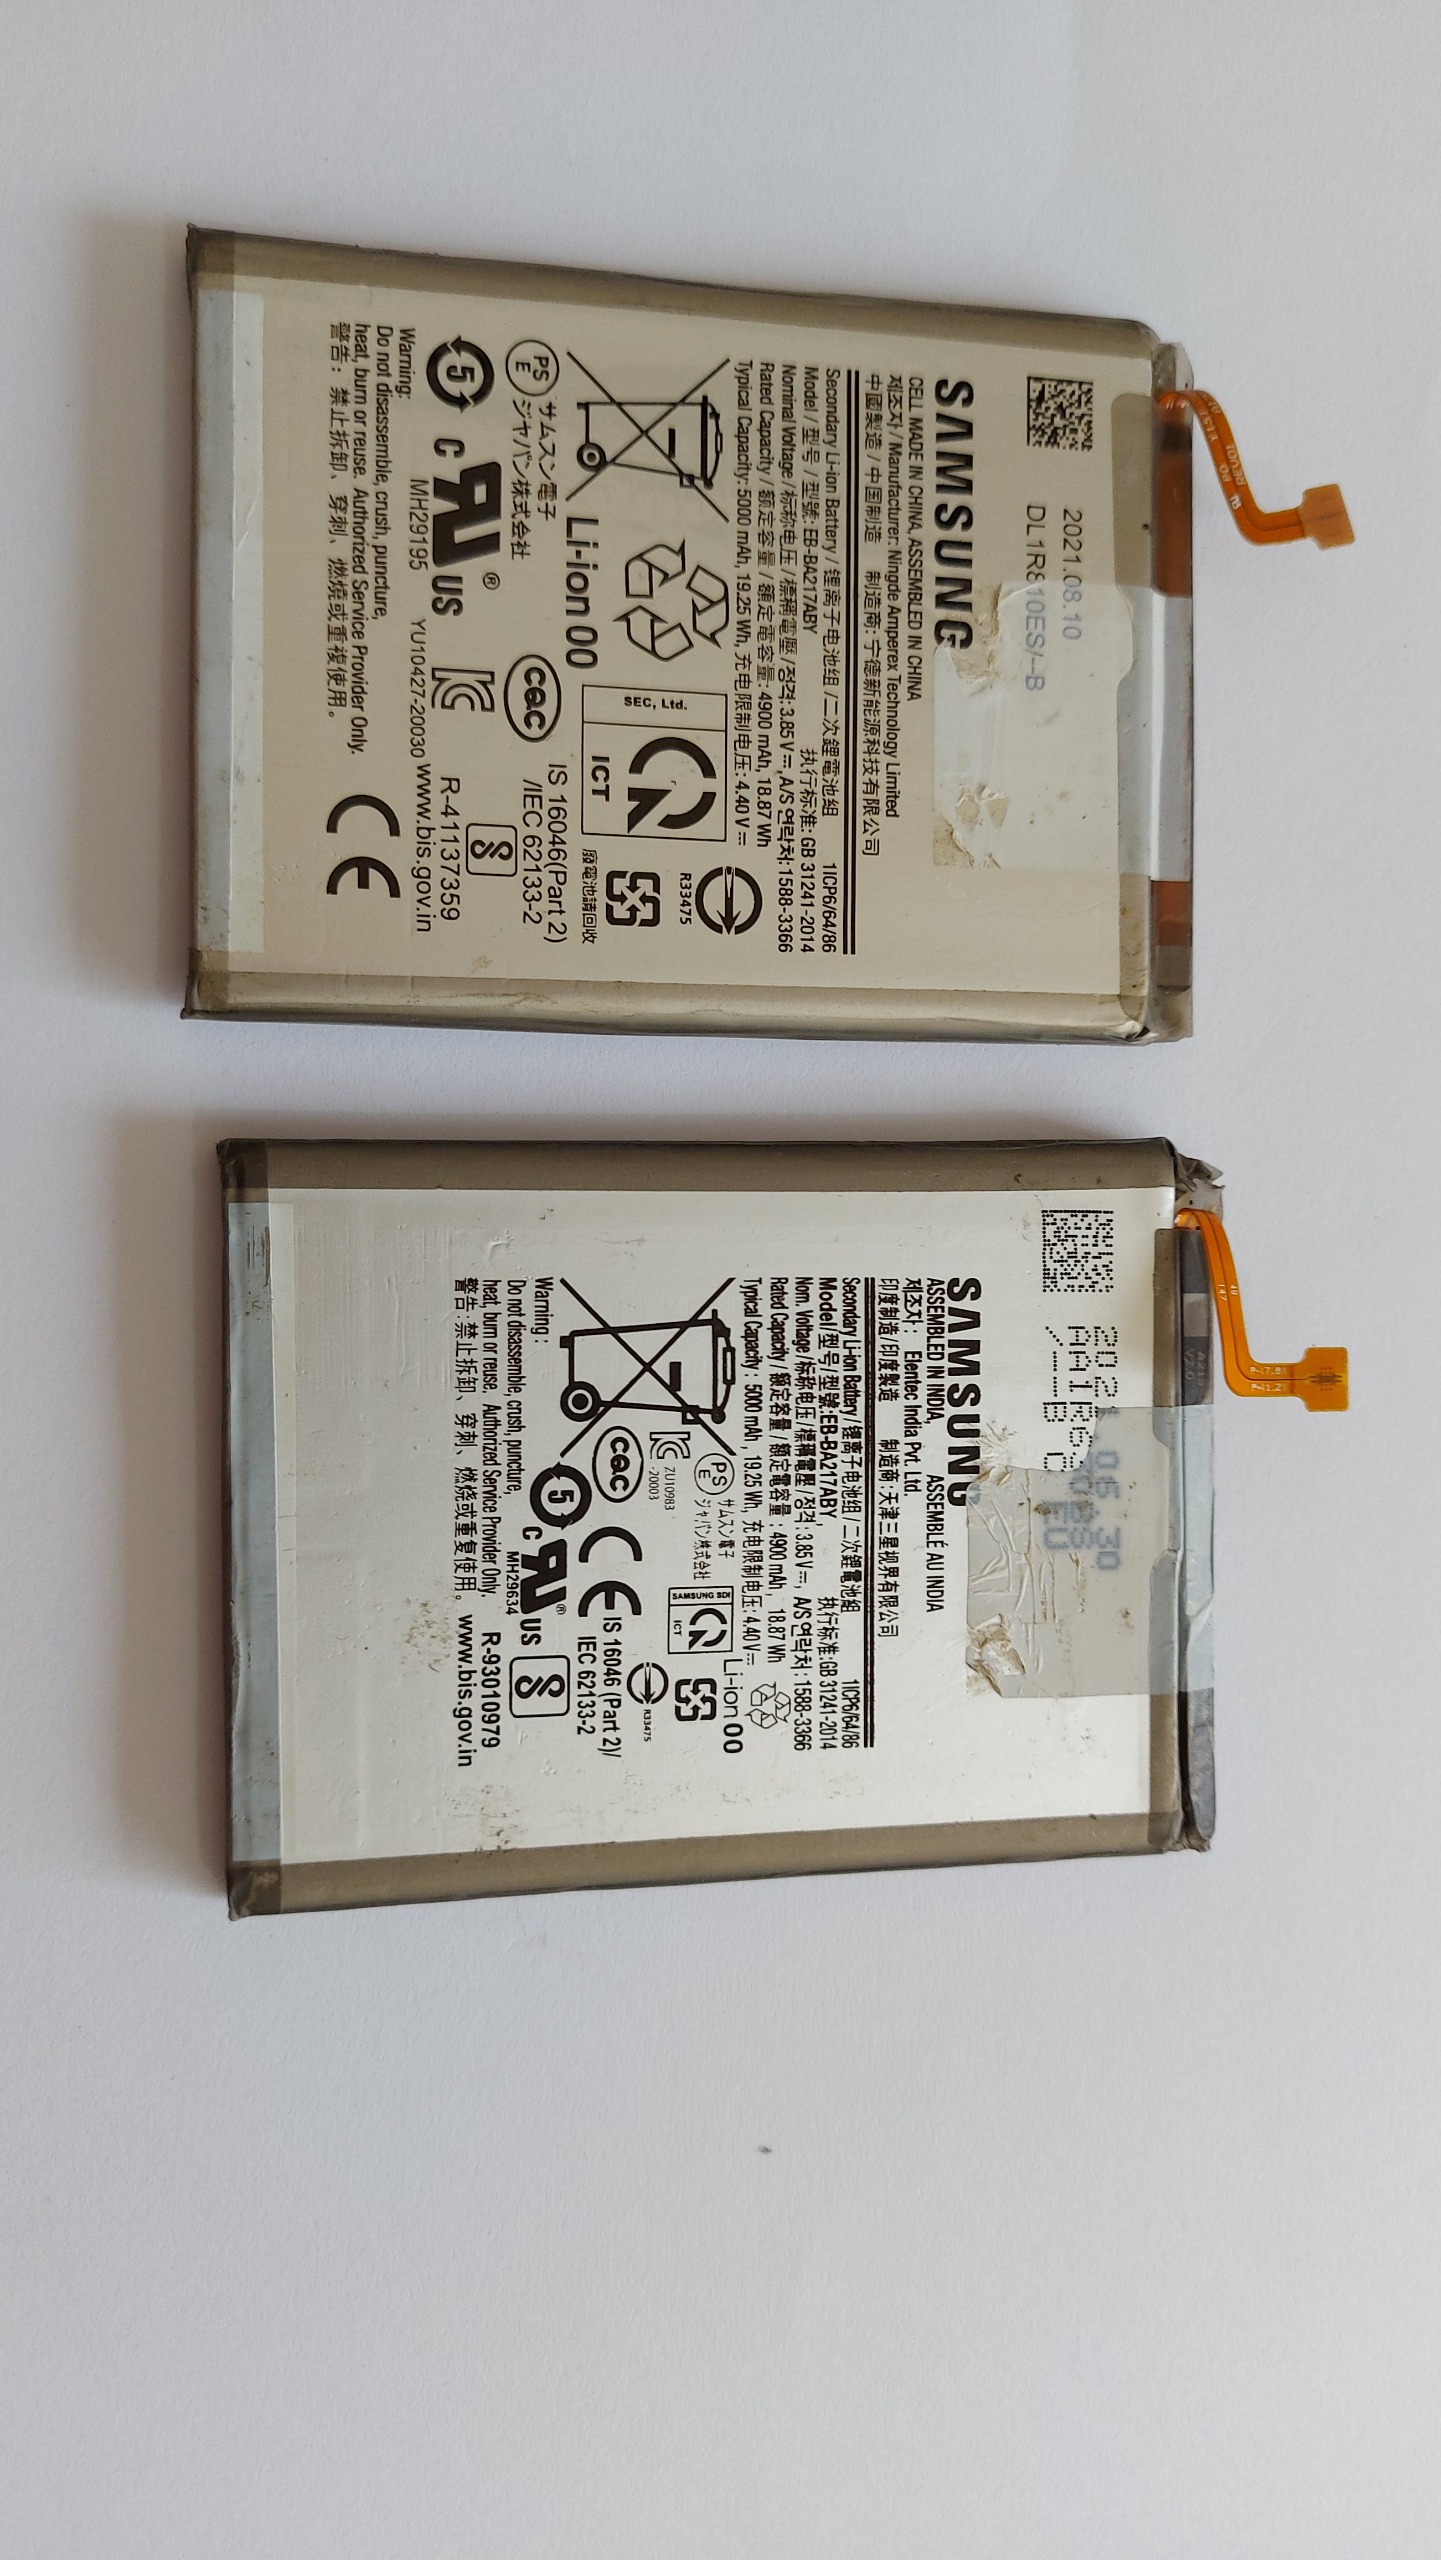 2021.08.10
DL1R810ES/--B
SAMSUNG
CELL MADE IN CHINA, ASSEMBLED IN CHINA
제조자 / Manufacturer: Ningde Amperex Technology Limited
中國製造 / 中国制造 制造商: 宁德新能源科技有限公司
Secondary Li-ion Battery / 锂离子电池组 / 二次鋰電池組 1ICP6/64/86
Model / 型号 / 型號: EB-BA217ABY 执行标准: GB 31241-2014
Nominal Voltage / 标称电压 / 標稱電壓 /정격: 3.85 V⎓, A/S 연락처:1588-3366
Rated Capacity / 额定容量 / 額定電容量: 4900 mAh, 18.87 Wh
Typical Capacity: 5000 mAh, 19.25 Wh, 充电限制电压: 4.40 V⎓
R33475
SEC, Ltd.
ICT
廢電池請回收
Li-ion 00
PS
E
サムスン電子
ジャパン株式会社
CQC
IS 16046(Part 2)
/IEC 62133-2
5
c
US
®
MH29195
YU10427-20030
R-41137359
www.bis.gov.in
CE
Warning:
Do not disassemble, crush, puncture,
heat, burn or reuse. Authorized Service Provider Only.
警告: 禁止拆卸、穿刺、燃烧或重複使用。
SAMSUNG
ASSEMBLED IN INDIA, ASSEMBLÉ AU INDIA
제조자: Elentec India Pvt. Ltd.
印度制造/印度製造 制造商:天津三星视界有限公司
Secondary Li-ion Battery / 锂离子电池组 / 二次鋰電池組 1ICP6/64/86
Model/型号/型號:EB-BA217ABY, 执行标准:GB 31241-2014
Nom. Voltage / 标称电压 / 標稱電壓 /정격: 3.85 V⎓, A/S 연락처: 1588-3366
Rated Capacity / 额定容量 / 額定電容量 : 4900 mAh, 18.87 Wh
Typical Capacity : 5000 mAh, 19.25 Wh, 充电限制电压: 4.40 V⎓
PS
E
サムスン電子
ジャパン株式会社
SAMSUNG SDI
ICT
Li-ion 00
ZU10983
-20003
R33475
CQC
CE
IS 16046 (Part 2)/
IEC 62133-2
5
c
US
®
MH29634
R-93010979
www.bis.gov.in
Warning :
Do not disassemble, crush, puncture,
heat, burn or reuse. Authorized Service Provider Only.
警告: 禁止拆卸、穿刺、燃烧或重复使用。